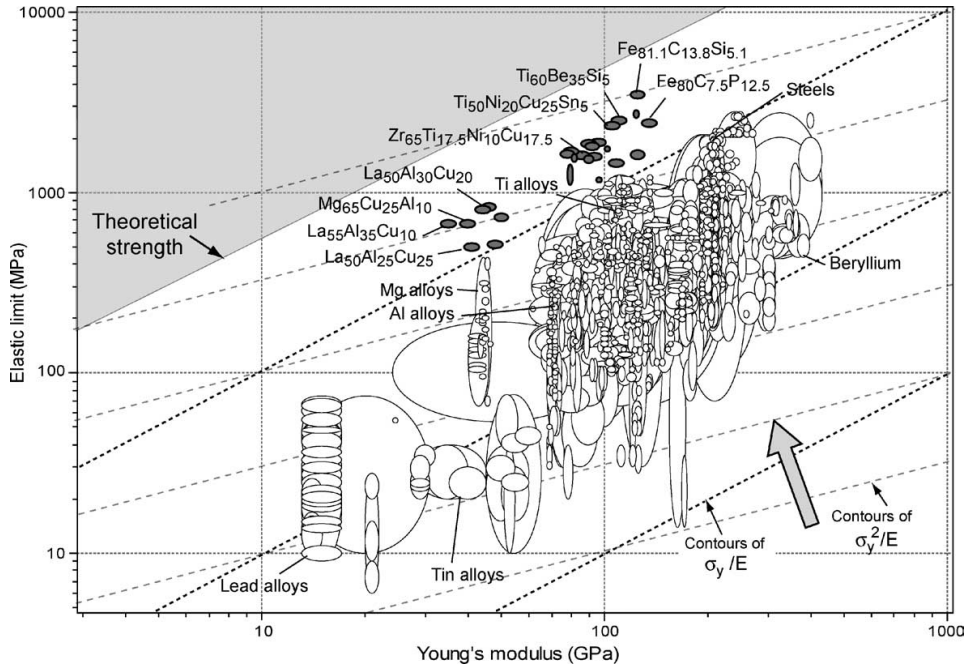 10000
1000
100
10
Elastic limit (MPa)
Theoretical
strength
Fe81.1C13.8Si5.1
Ti60Be35Si5
Fe80C7.5P12.5
Ti50Ni20Cu25Sn5
Steels
Zr65Ti17.5Ni10Cu17.5
La50Al30Cu20
Ti alloys
Mg65Cu25Al10
La55Al35Cu10
La50Al25Cu25
Beryllium
Mg alloys
Al alloys
Contours of
σy²/E
Contours of
σy /E
Lead alloys
Tin alloys
10
100
1000
Young's modulus (GPa)